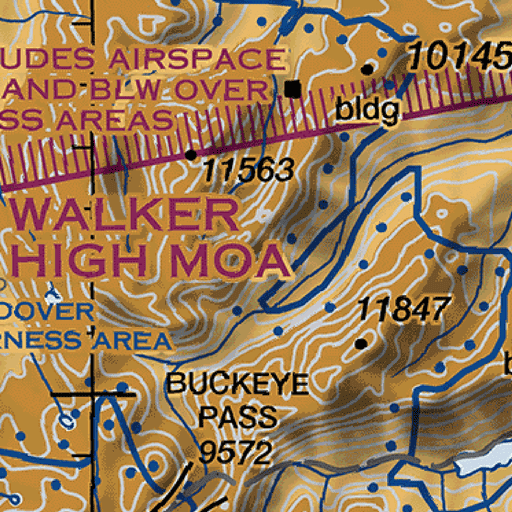 UDES AIRSPACE
10145
AND BLW OVER
bldg
SS AREAS
11563
WALKER
HIGH MOA
DOVER
11847
RNESS AREA
BUCKEYE
PASS
9572
b